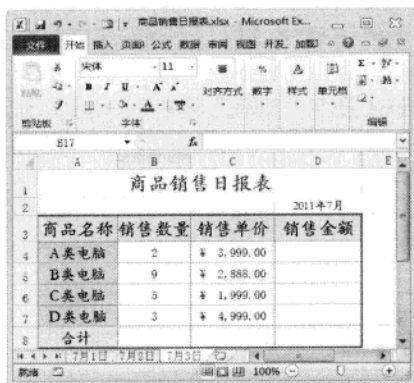 商品销售日报表.xlsx - Microsoft Ex...
文件 开始 插入 页面 公式 数据 审阅 视图 开发 加载
宋体 11
B I U A A
对齐方式 数字 样式 单元格
剪贴板 字体 编辑
B17 fx
A B C D E
1 商品销售日报表
2 2011年7月
3 商品名称 销售数量 销售单价 销售金额
4 A类电脑 2 ¥ 3,999.00
5 B类电脑 9 ¥ 2,888.00
6 C类电脑 5 ¥ 1,999.00
7 D类电脑 3 ¥ 4,999.00
8 合计
7月1日 7月2日 7月3日
就绪 100%